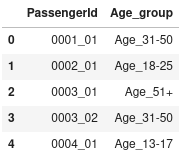 PassengerId Age_group
0 0001_01 Age_31-50
1 0002_01 Age_18-25
2 0003_01 Age_51+
3 0003_02 Age_31-50
4 0004_01 Age_13-17